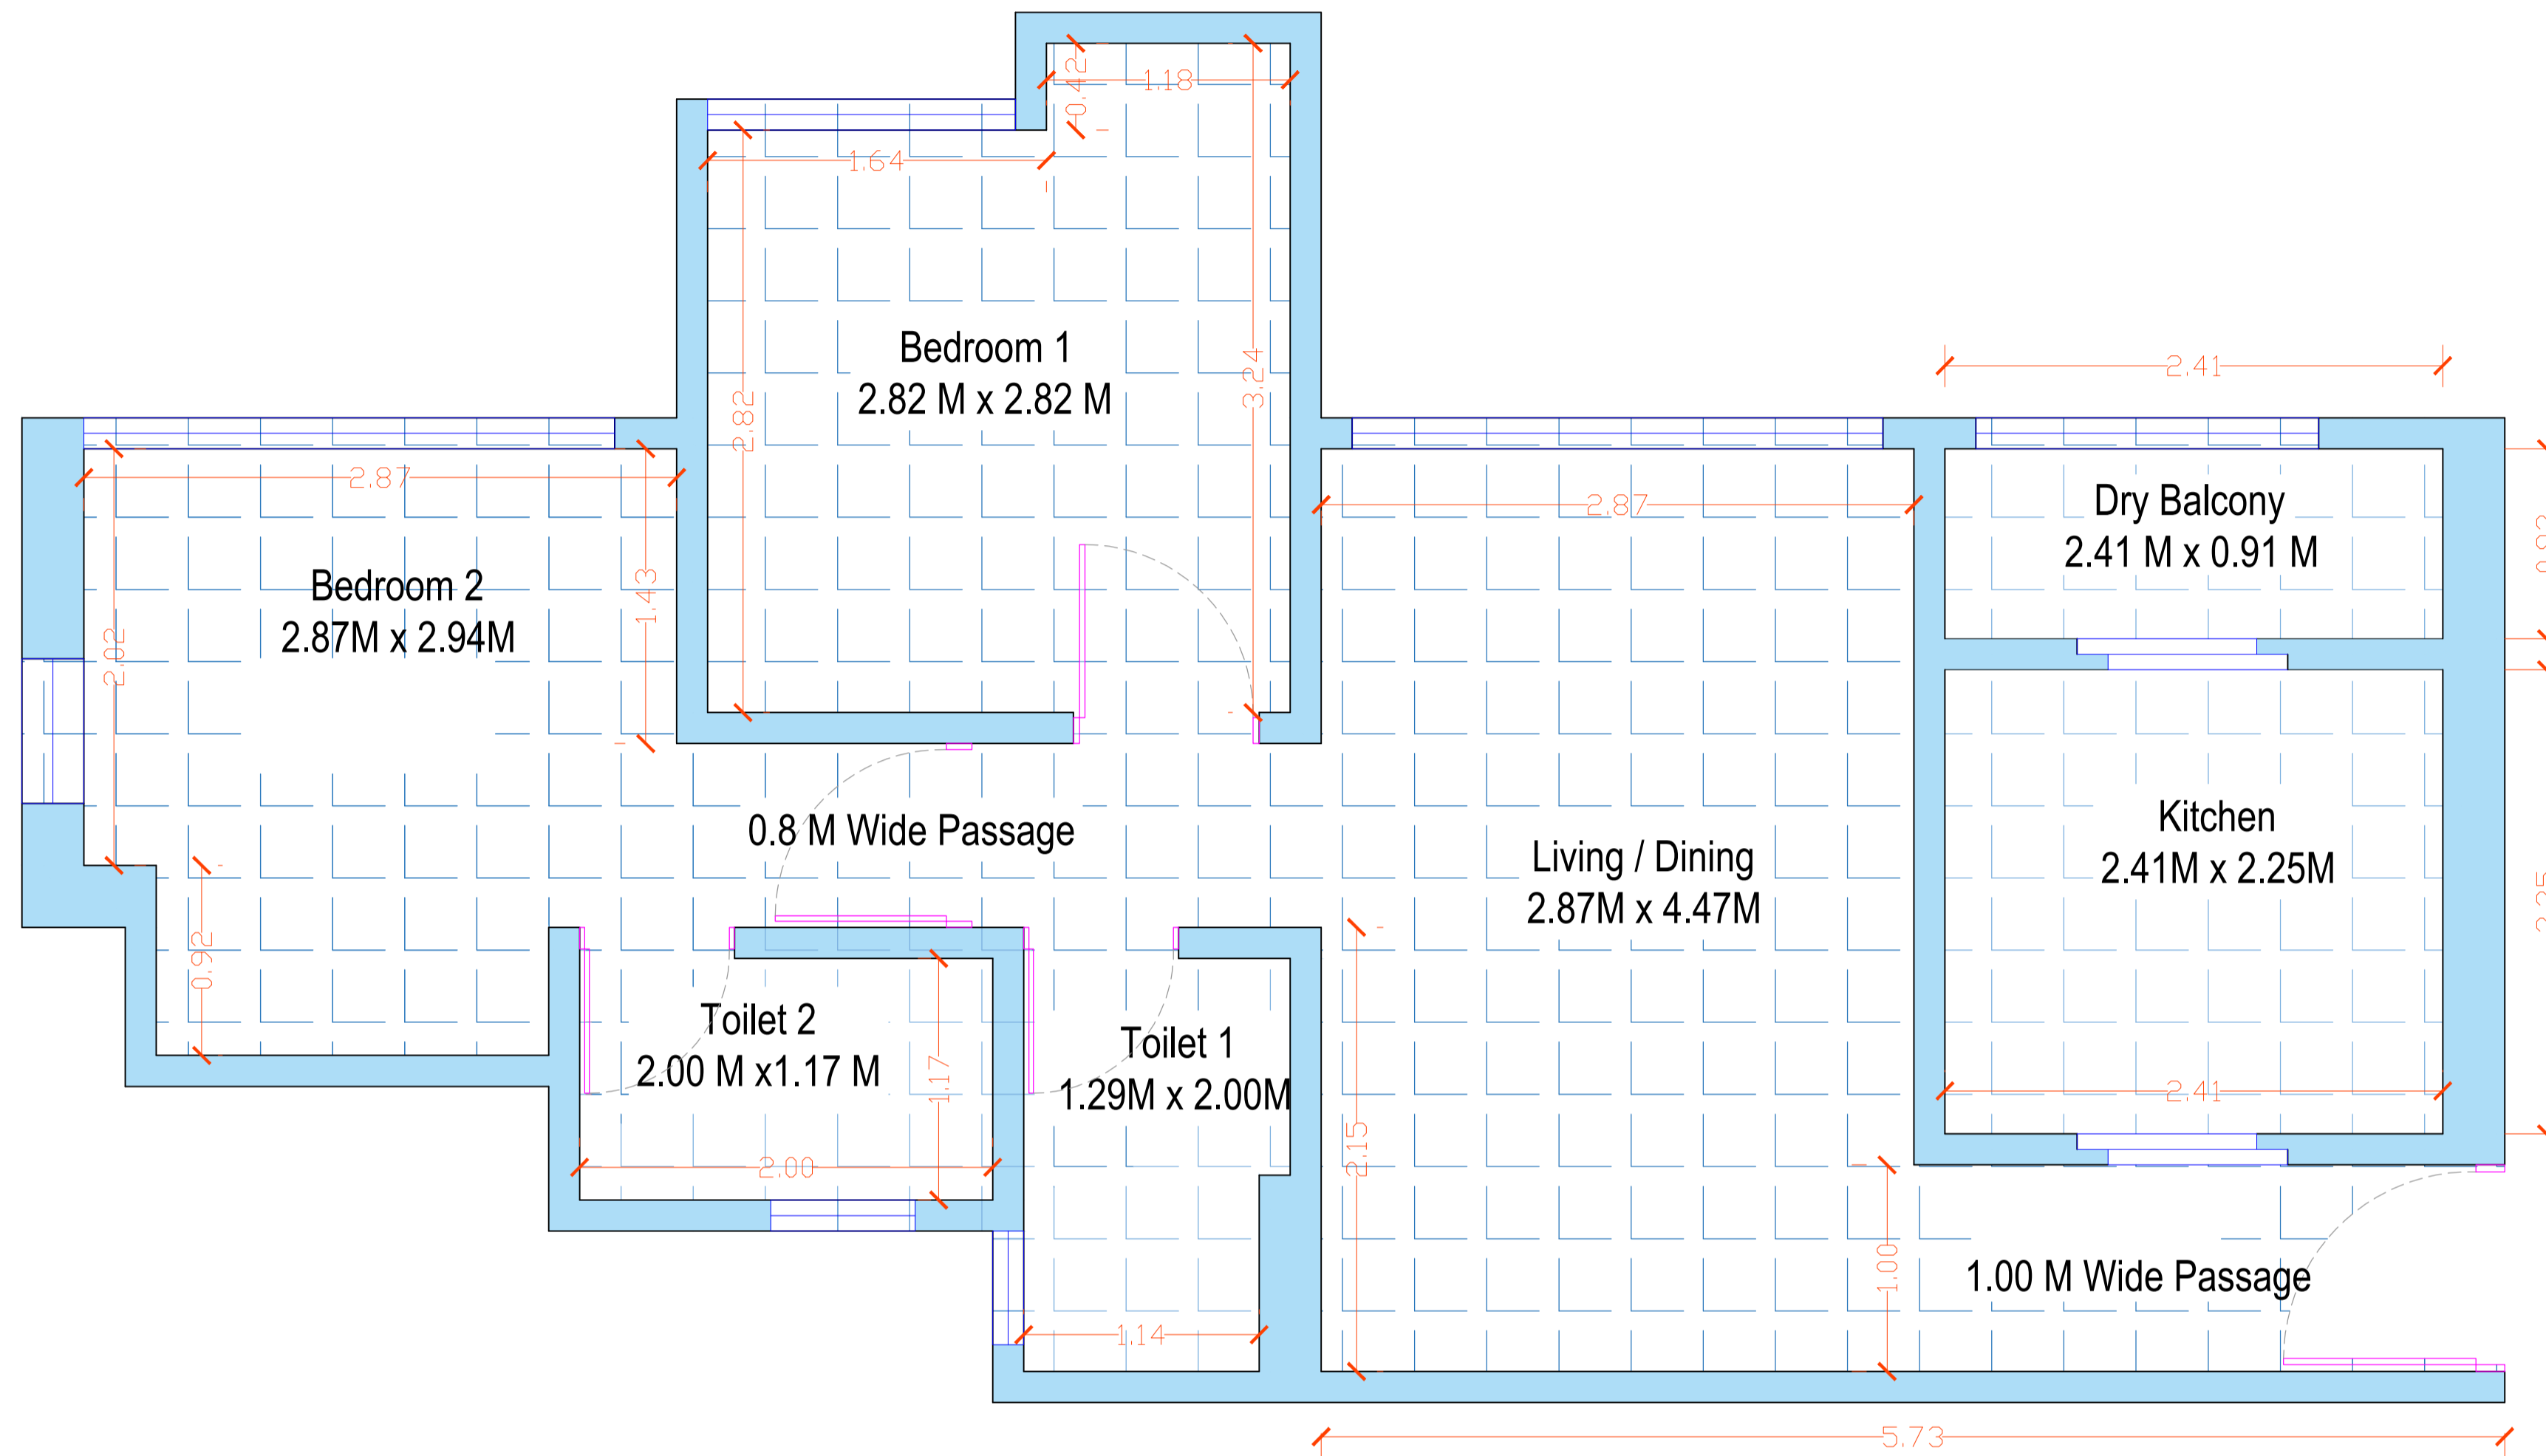 0.42
1.18
1.64
Bedroom 1
2.82 M x 2.82 M
2.82
3.24
2.41
2.87
2.87
Dry Balcony
2.41 M x 0.91 M
Bedroom 2
2.87M x 2.94M
1.43
2.02
0.8 M Wide Passage
Living / Dining
2.87M x 4.47M
Kitchen
2.41M x 2.25M
0.92
Toilet 2
2.00 M x1.17 M
1.17
Toilet 1
1.29M x 2.00M
2.41
2.15
2.00
1.00
1.00 M Wide Passage
1.14
5.73